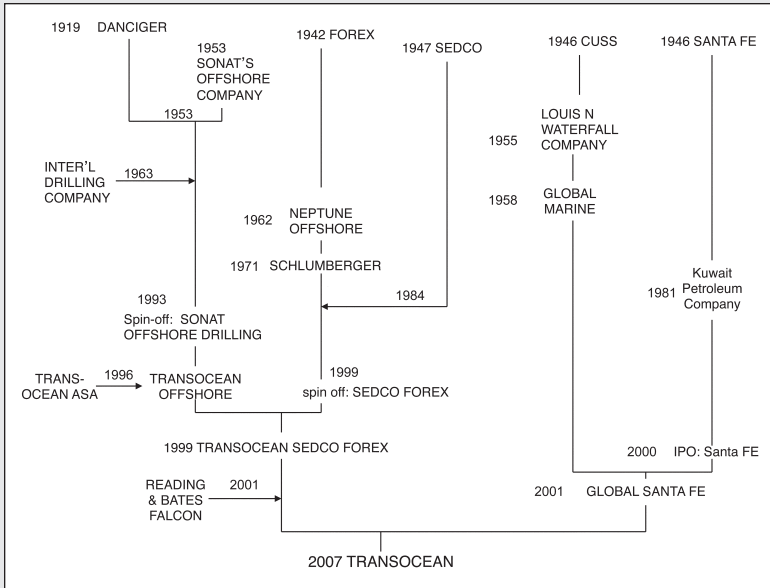 1919 DANCIGER
1953
SONAT'S
OFFSHORE
COMPANY
1942 FOREX
1947 SEDCO
1946 CUSS
1946 SANTA FE
1953
LOUIS N
WATERFALL
COMPANY
1955
INTER'L
DRILLING
COMPANY
1963
1958
GLOBAL
MARINE
1962
NEPTUNE
OFFSHORE
1971 SCHLUMBERGER
1984
1981
Kuwait
Petroleum
Company
1993
Spin-off: SONAT
OFFSHORE DRILLING
TRANS-
OCEAN ASA
1996
TRANSOCEAN
OFFSHORE
1999
spin off: SEDCO FOREX
1999 TRANSOCEAN SEDCO FOREX
2000 IPO: Santa FE
READING
& BATES
FALCON
2001
2001 GLOBAL SANTA FE
2007 TRANSOCEAN